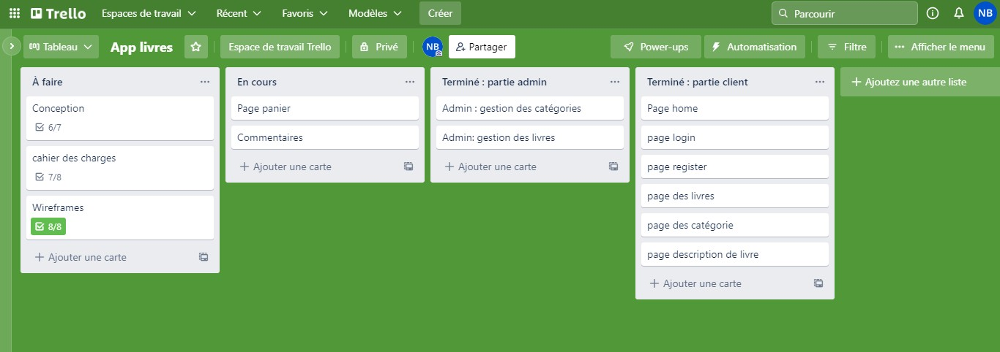 Trello Espaces de travail Récent Favoris Modèles Créer Parcourir NB
Tableau App livres Espace de travail Trello Privé NB Partager Power-ups Automatisation Filtre Afficher le menu
À faire
Conception
6/7
cahier des charges
7/8
Wireframes
8/8
Ajouter une carte
En cours
Page panier
Commentaires
Ajouter une carte
Terminé : partie admin
Admin : gestion des catégories
Admin: gestion des livres
Ajouter une carte
Terminé : partie client
Page home
page login
page register
page des livres
page des catégorie
page description de livre
Ajouter une carte
Ajoutez une autre liste